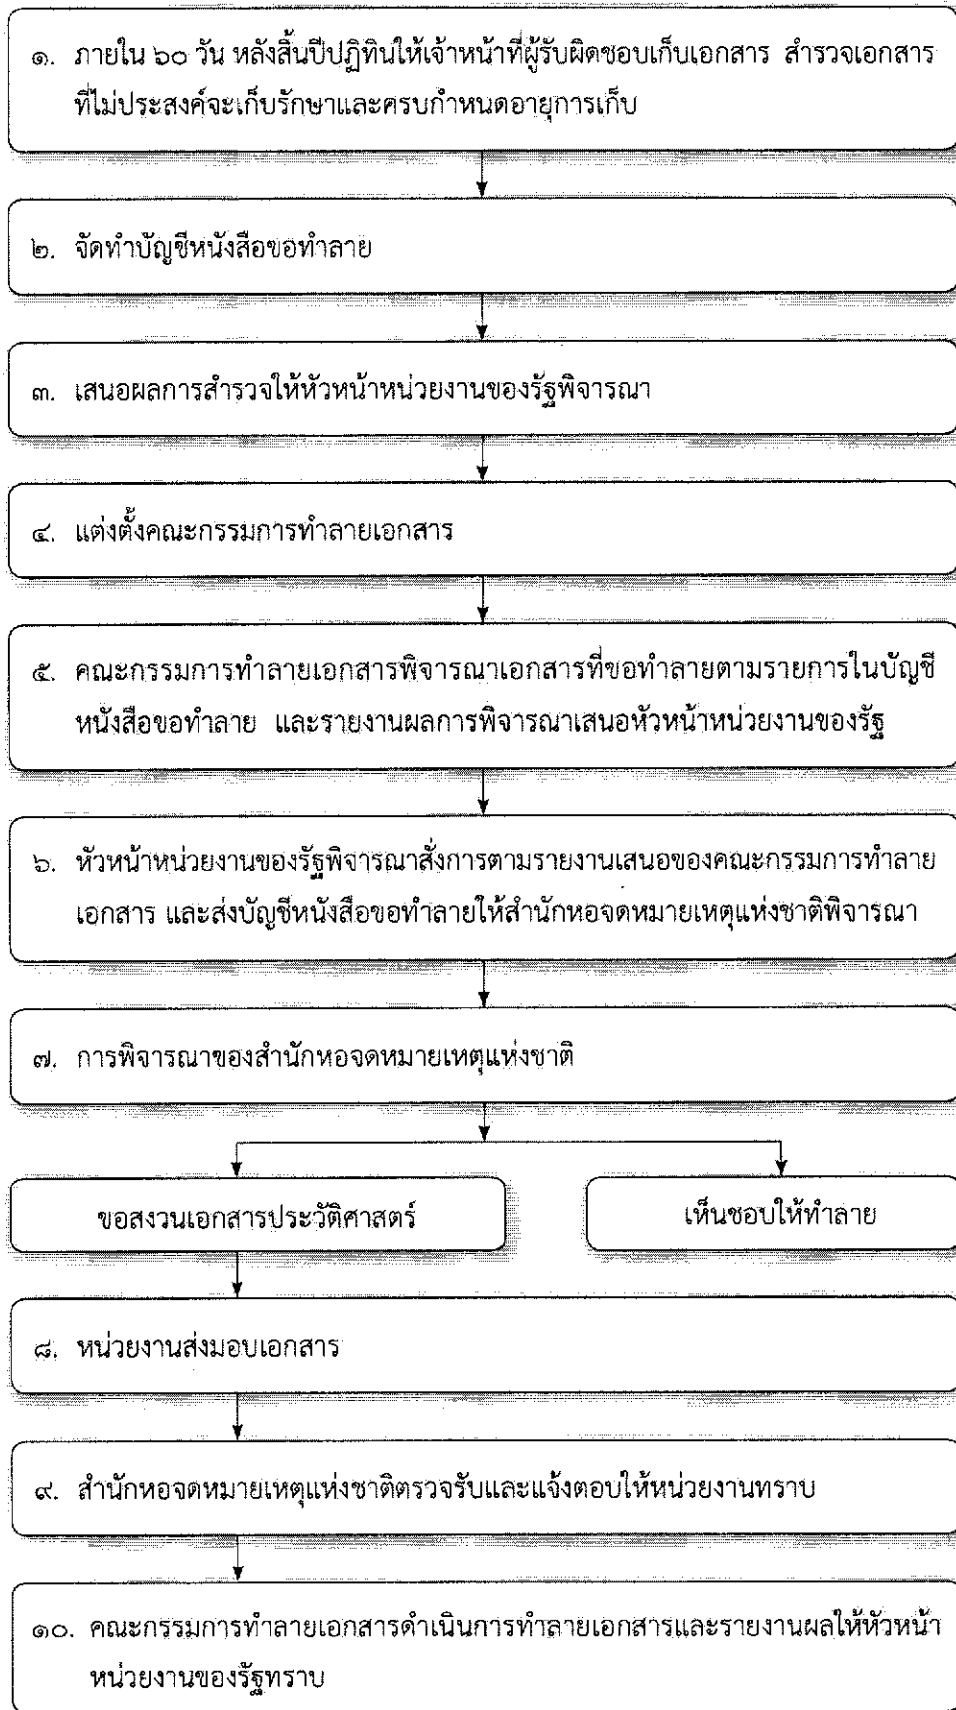 ๑. ภายใน ๖๐ วัน หลังสิ้นปีปฏิทินให้เจ้าหน้าที่ผู้รับผิดชอบเก็บเอกสาร สำรวจเอกสาร
ที่ไม่ประสงค์จะเก็บรักษาและครบกำหนดอายุการเก็บ
๒. จัดทำบัญชีหนังสือขอทำลาย
๓. เสนอผลการสำรวจให้หัวหน้าหน่วยงานของรัฐพิจารณา
๔. แต่งตั้งคณะกรรมการทำลายเอกสาร
๕. คณะกรรมการทำลายเอกสารพิจารณาเอกสารที่ขอทำลายตามรายการในบัญชี
หนังสือขอทำลาย และรายงานผลการพิจารณาเสนอหัวหน้าหน่วยงานของรัฐ
๖. หัวหน้าหน่วยงานของรัฐพิจารณาสั่งการตามรายงานเสนอของคณะกรรมการทำลาย
เอกสาร และส่งบัญชีหนังสือขอทำลายให้สำนักหอจดหมายเหตุแห่งชาติพิจารณา
๗. การพิจารณาของสำนักหอจดหมายเหตุแห่งชาติ
ขอสงวนเอกสารประวัติศาสตร์
เห็นชอบให้ทำลาย
๘. หน่วยงานส่งมอบเอกสาร
๙. สำนักหอจดหมายเหตุแห่งชาติตรวจรับและแจ้งตอบให้หน่วยงานทราบ
๑๐. คณะกรรมการทำลายเอกสารดำเนินการทำลายเอกสารและรายงานผลให้หัวหน้า
หน่วยงานของรัฐทราบ